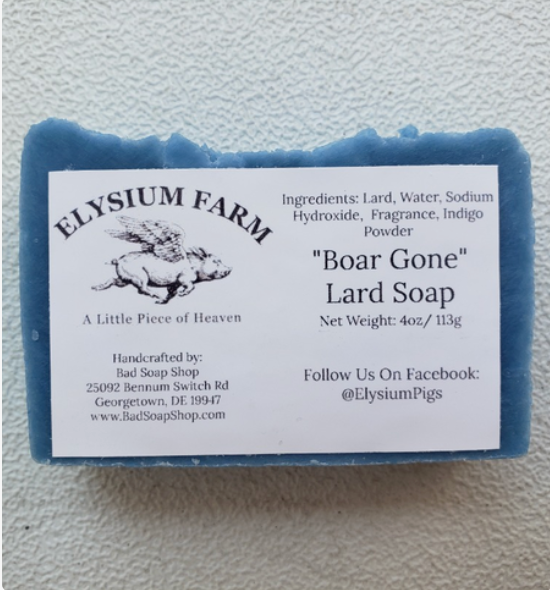 ELYSIUM FARM
A Little Piece of Heaven
Handcrafted by:
Bad Soap Shop
25092 Bennum Switch Rd
Georgetown, DE 19947
www.BadSoapShop.com
Ingredients: Lard, Water, Sodium
Hydroxide, Fragrance, Indigo
Powder
"Boar Gone"
Lard Soap
Net Weight: 4oz/ 113g
Follow Us On Facebook:
@ElysiumPigs